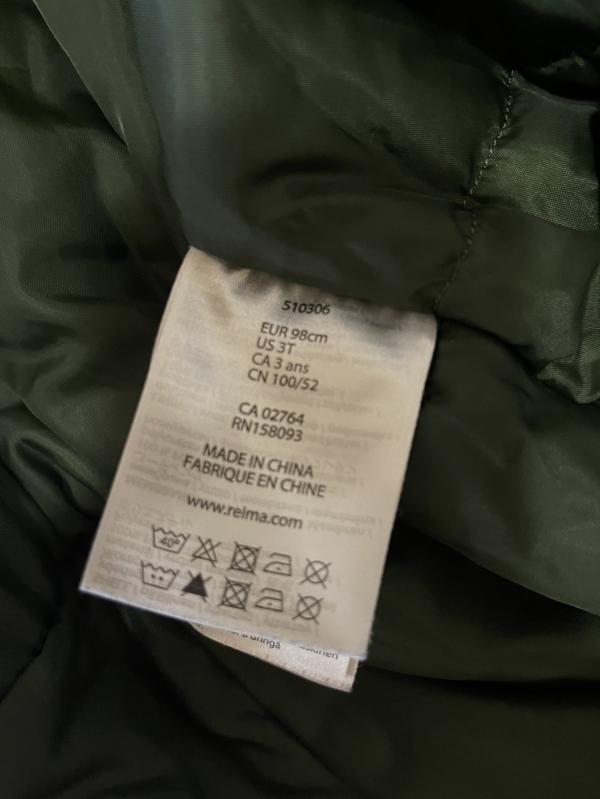 510306
EUR 98cm
US 3T
CA 3 ans
CN 100/52
CA 02764
RN158093
MADE IN CHINA
FABRIQUE EN CHINE
www.reima.com
40°